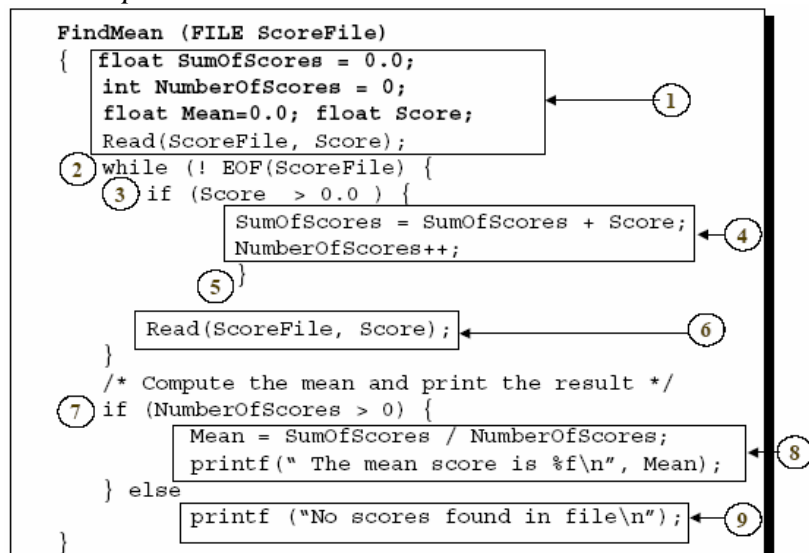 FindMean (FILE ScoreFile)
{ float SumOfScores = 0.0;
int NumberOfScores = 0;
float Mean=0.0; float Score;
Read(ScoreFile, Score);
1
2 while (! EOF(ScoreFile) {
3 if (Score > 0.0 ) {
SumOfScores = SumOfScores + Score;
NumberOfScores++;
4
5 }
Read(ScoreFile, Score);
6
}
/* Compute the mean and print the result */
7 if (NumberOfScores > 0) {
Mean = SumOfScores / NumberOfScores;
printf(“ The mean score is %f\n”, Mean);
8
} else
printf (“No scores found in file\n”);
9
}